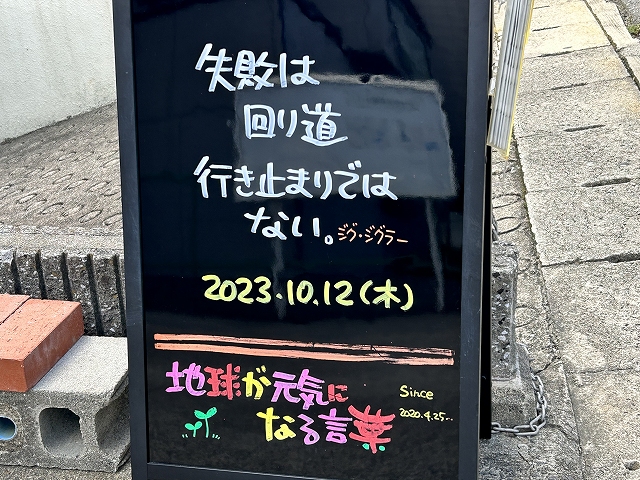 失敗は
回り道
行き止まりでは
ない。ジグ・ジグラー
2023.10.12(木)
地球が元気に
なる言葉
Since
2020.4.25~